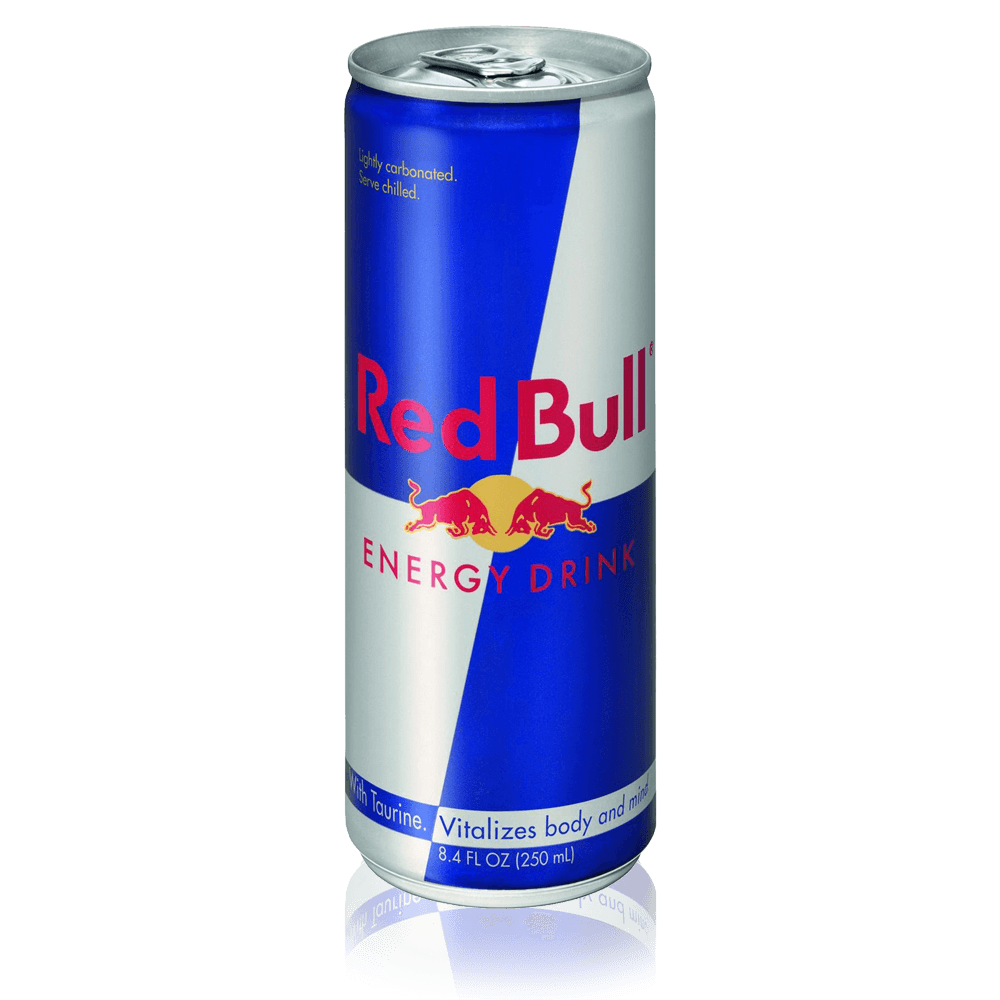 Lightly carbonated.
Serve chilled.
Red Bull®
ENERGY DRINK
With Taurine. Vitalizes body and mind
8.4 FL OZ (250 mL)